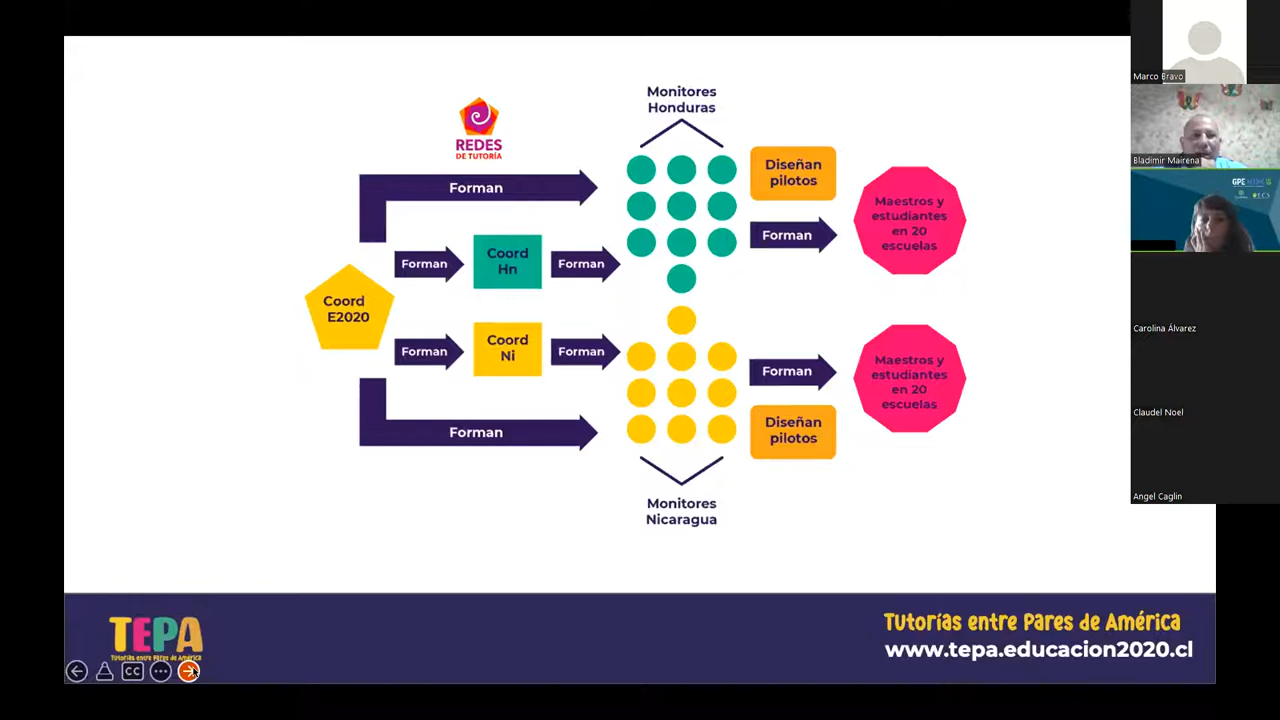 Monitores
Honduras
REDES
DE TUTORÍA
Diseñan
pilotos
Forman
Maestros y
estudiantes
en 20
escuelas
Forman
Forman
Coord
Hn
Forman
Coord
E2020
Forman
Coord
Ni
Forman
Forman
Maestros y
estudiantes
en 20
escuelas
Diseñan
pilotos
Forman
Monitores
Nicaragua
TEPA
Tutorías entre Pares de América
CC
Tutorías entre Pares de América
www.tepa.educacion2020.cl
Marco Bravo
Bladimir Mairena
GPE
Carolina Álvarez
Claudel Noel
Angel Caglin